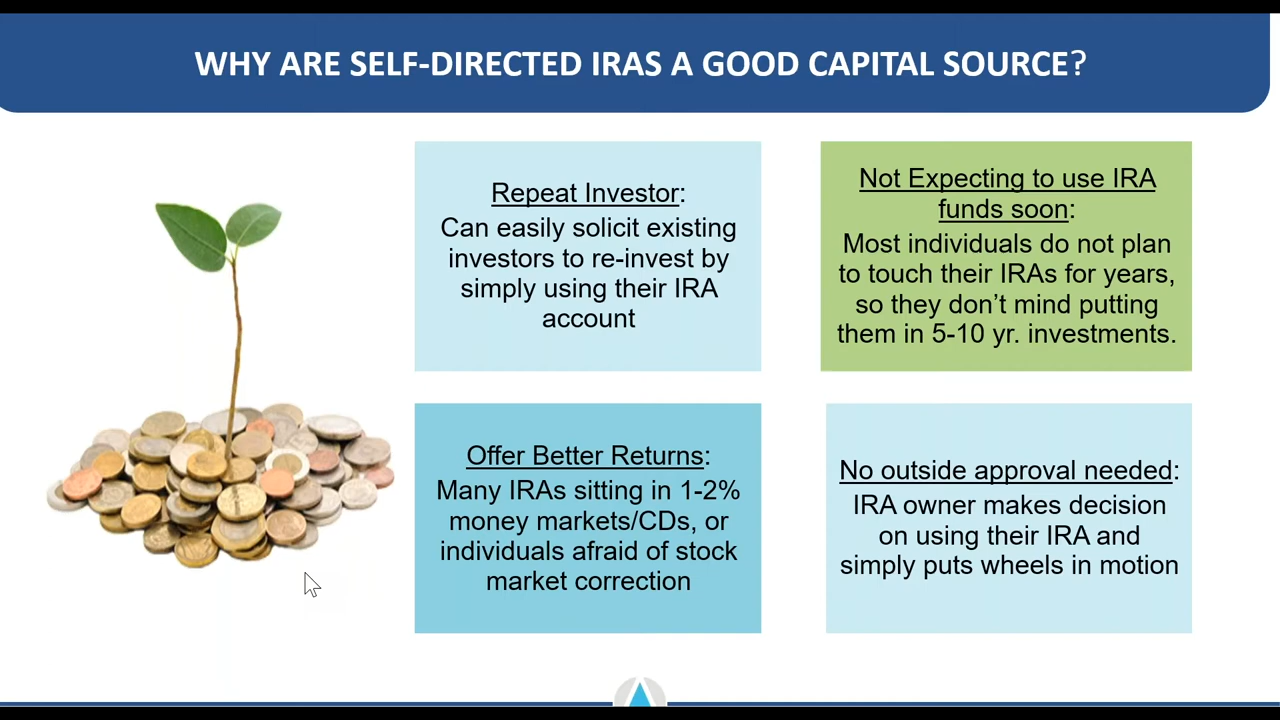 WHY ARE SELF-DIRECTED IRAS A GOOD CAPITAL SOURCE?
Repeat Investor:
Can easily solicit existing
investors to re-invest by
simply using their IRA
account
Not Expecting to use IRA
funds soon:
Most individuals do not plan
to touch their IRAs for years,
so they don’t mind putting
them in 5-10 yr. investments.
Offer Better Returns:
Many IRAs sitting in 1-2%
money markets/CDs, or
individuals afraid of stock
market correction
No outside approval needed:
IRA owner makes decision
on using their IRA and
simply puts wheels in motion